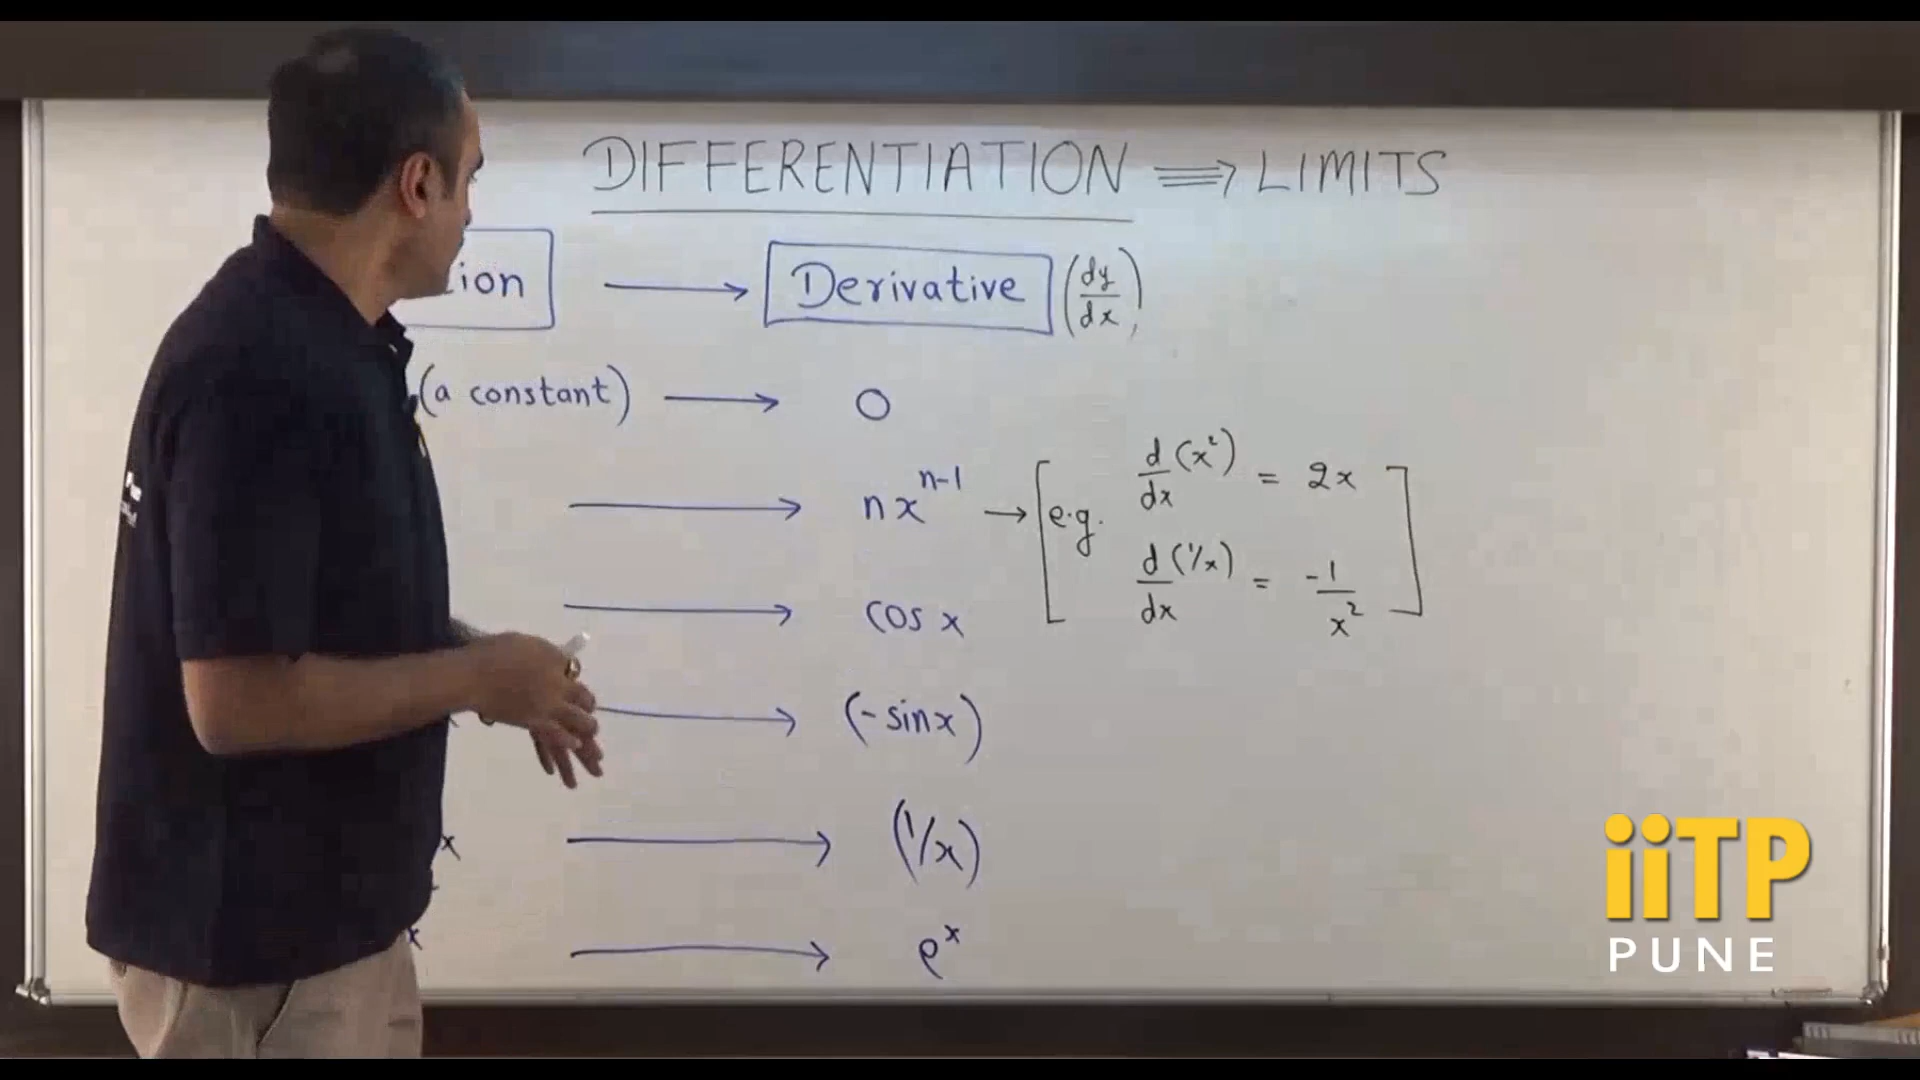 DIFFERENTIATION ⟹ LIMITS
tion → Derivative (dy/dx)
(a constant) → 0
→ nx^(n-1) → [e.g. d/dx (x²) = 2x
d/dx (1/x) = -1/x²]
→ cos x
→ (-sin x)
x → (1/x)
x → e^x
iiTP
PUNE